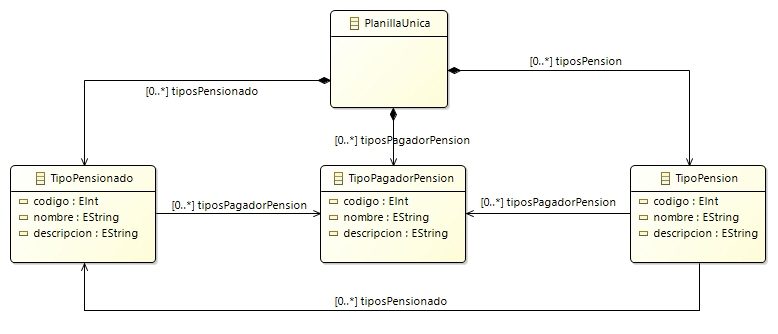 PlanillaUnica
[0..*] tiposPensionado
[0..*] tiposPension
[0..*] tiposPagadorPension
TipoPensionado
codigo : EInt
nombre : EString
descripcion : EString
[0..*] tiposPagadorPension
TipoPagadorPension
codigo : EInt
nombre : EString
descripcion : EString
[0..*] tiposPagadorPension
TipoPension
codigo : EInt
nombre : EString
descripcion : EString
[0..*] tiposPensionado